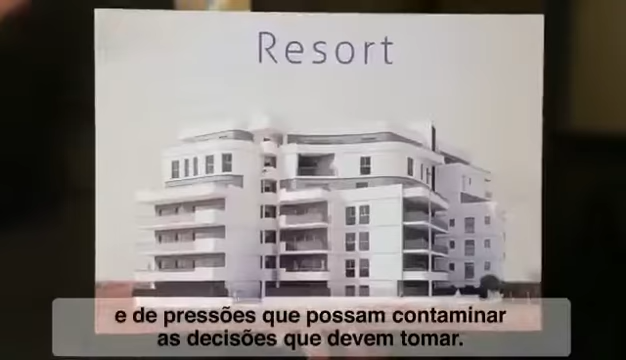 Resort
e de pressões que possam contaminar
as decisões que devem tomar.